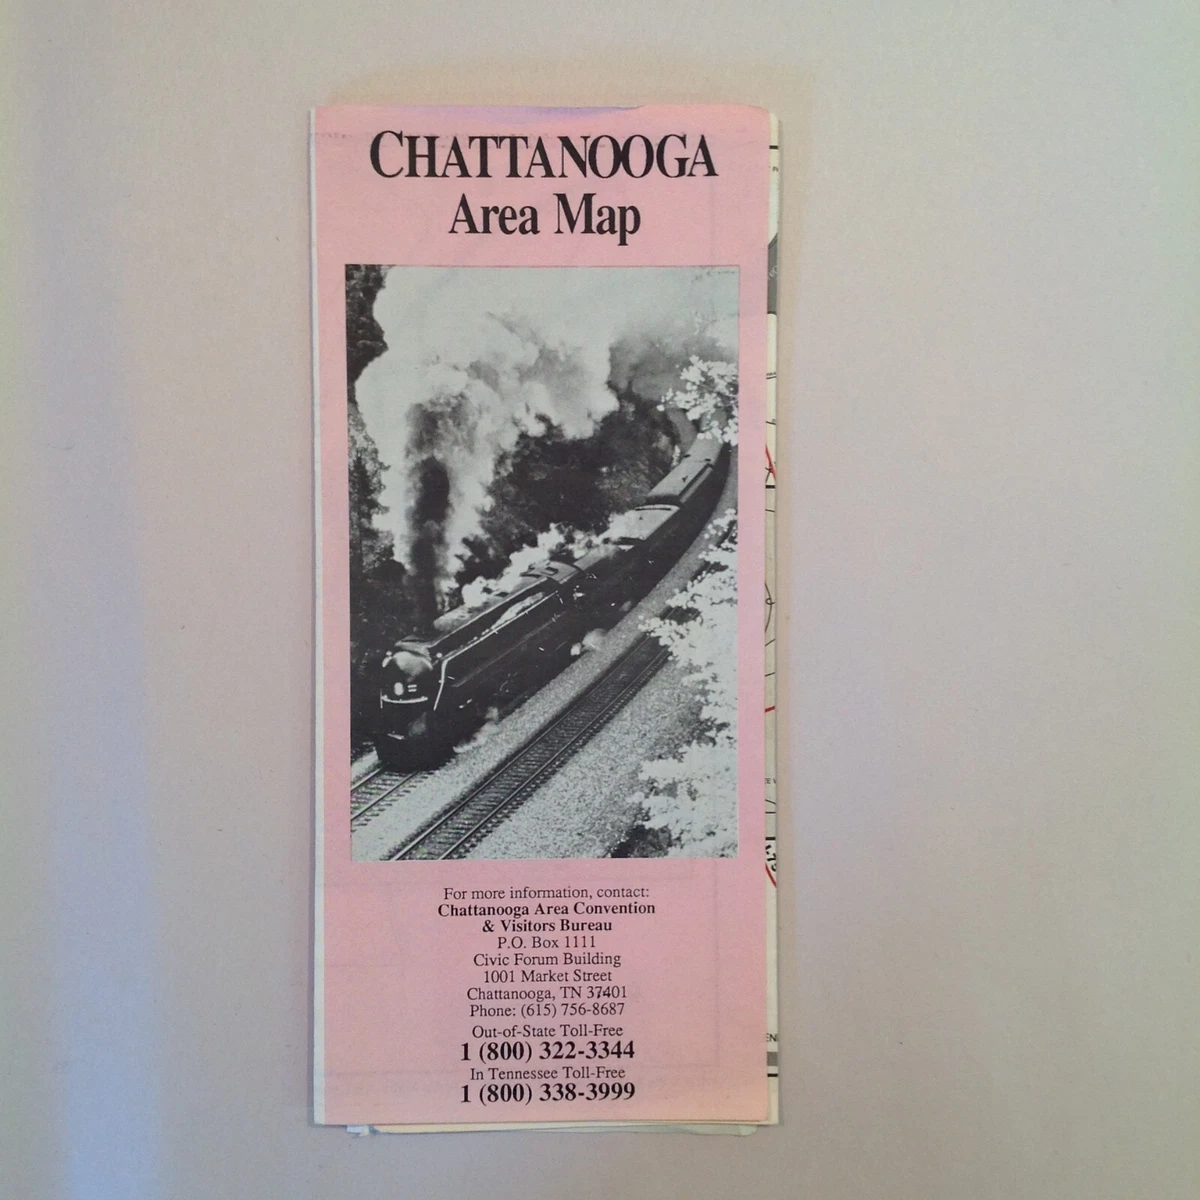 CHATTANOOGA
Area Map
For more information, contact:
Chattanooga Area Convention
& Visitors Bureau
P.O. Box 1111
Civic Forum Building
1001 Market Street
Chattanooga, TN 37401
Phone: (615) 756-8687
Out-of-State Toll-Free
1 (800) 322-3344
In Tennessee Toll-Free
1 (800) 338-3999